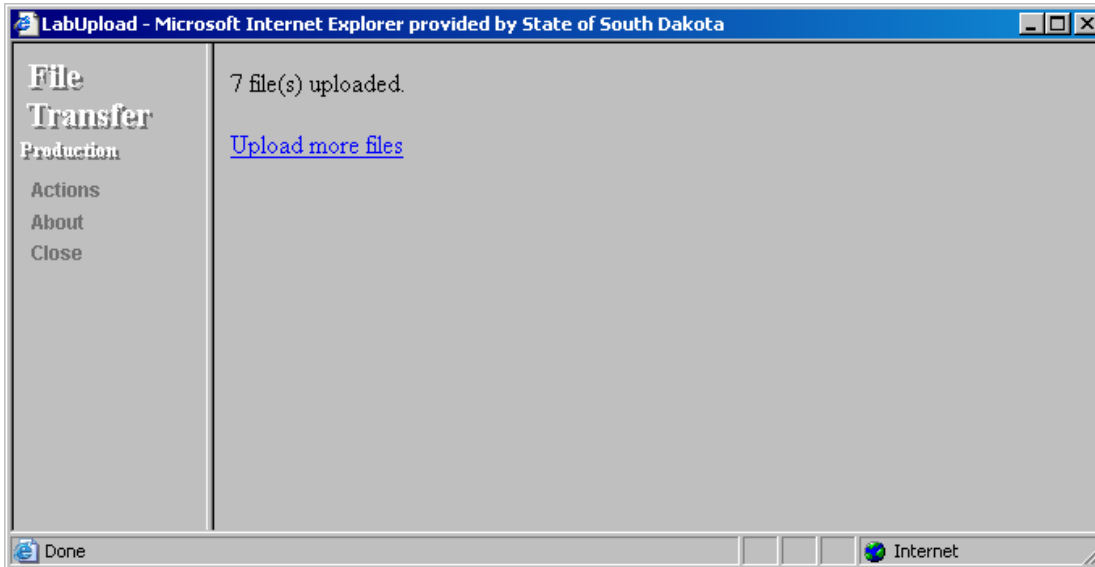 LabUpload - Microsoft Internet Explorer provided by State of South Dakota
File
Transfer
Production
Actions
About
Close
7 file(s) uploaded.
Upload more files
Done
Internet